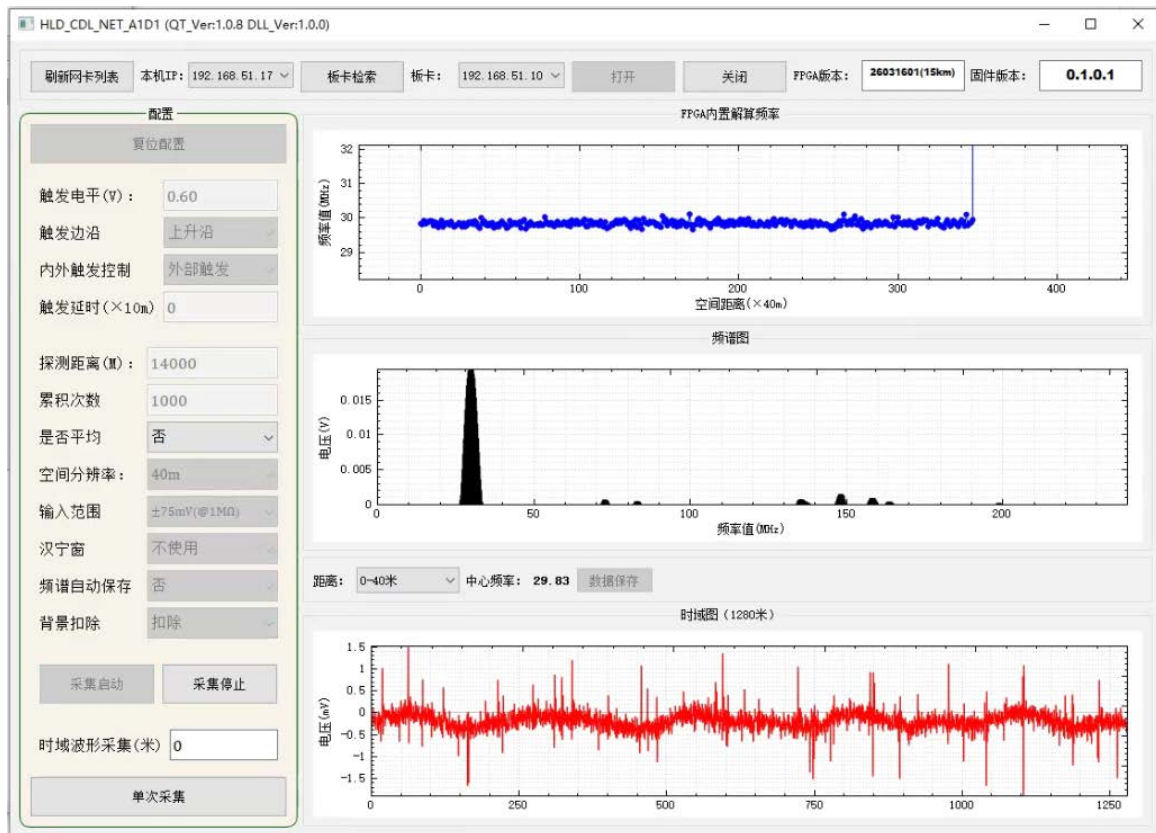 HLD_CDL_NET_A1D1 (QT_Ver:1.0.8 DLL_Ver:1.0.0)
刷新网卡列表 本机IP: 192.168.51.17 板卡检索 板卡: 192.168.51.10 打开 关闭 FPGA版本: 26031601(15km) 固件版本: 0.1.0.1
配置
复位配置
触发电平(V): 0.60
触发边沿 上升沿
内外触发控制 外部触发
触发延时(×10m) 0
探测距离(M): 14000
累积次数 1000
是否平均 否
空间分辨率: 40m
输入范围 ±75mV(@1MΩ)
汉宁窗 不使用
频谱自动保存 否
背景扣除 扣除
采集启动 采集停止
时域波形采集(米) 0
单次采集
FPGA内置解算频率
频率值(MHz)
32
31
30
29
0 100 200 300 400
空间距离(×40m)
频谱图
电压(V)
0.015
0.01
0.005
0
0 50 100 150 200
频率值(MHz)
距离: 0-40米 中心频率: 29.83 数据保存
时域图(1280米)
电压(mV)
1.5
1
0.5
0
-0.5
-1
-1.5
0 250 500 750 1000 1250